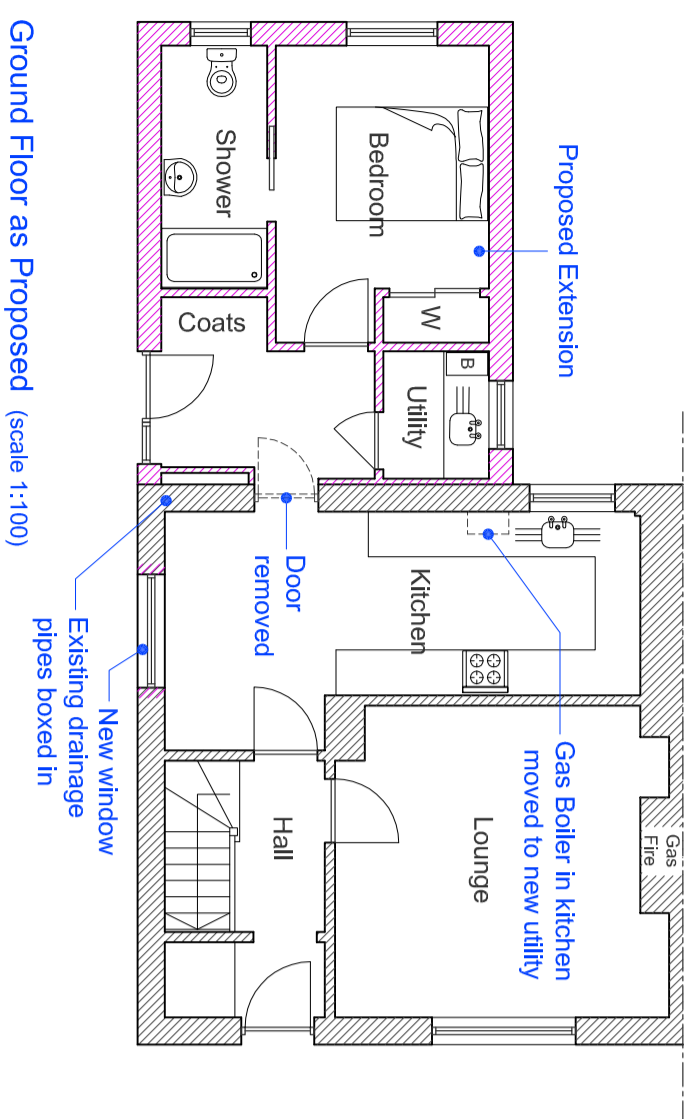 Ground Floor as Proposed (scale 1:100)
Proposed Extension
Bedroom
Shower
W
Coats
B
Utility
Door
removed
Kitchen
Existing drainage
pipes boxed in
New window
Gas Boiler in kitchen
moved to new utility
Hall
Lounge
Gas
Fire